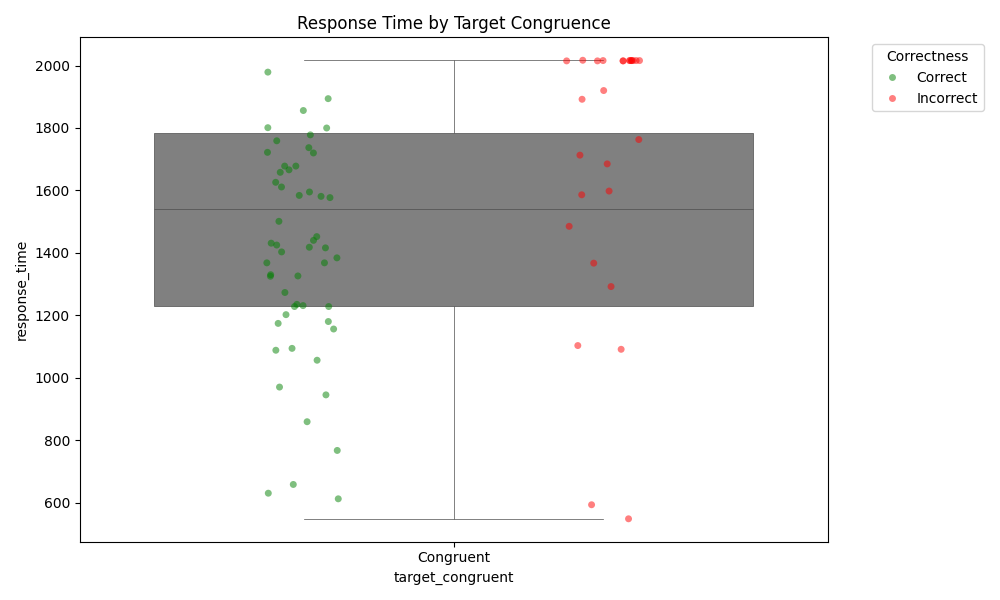 Response Time by Target Congruence
Correctness
Correct
Incorrect
2000
1800
1600
1400
1200
1000
800
600
response_time
Congruent
target_congruent